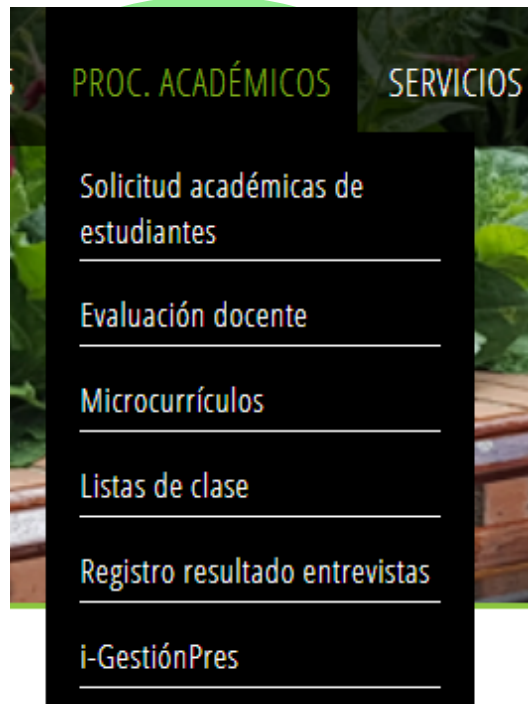 PROC. ACADÉMICOS
SERVICIOS
Solicitud académicas de
estudiantes
Evaluación docente
Microcurrículos
Listas de clase
Registro resultado entrevistas
i-GestiónPres